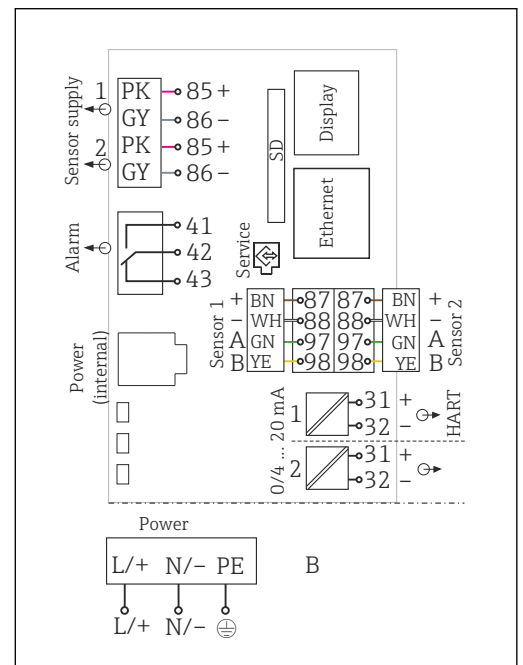 1 PK 85 +
GY 86 –
2 PK 85 +
GY 86 –
Sensor supply
SD
Display
Ethernet
Alarm
41
42
43
Service
Sensor 1
+ BN 87 87 BN +
– WH 88 88 WH –
A GN 97 97 GN A
B YE 98 98 YE B
Sensor 2
Power
(internal)
0/4 ... 20 mA
1 31 +
32 –
HART
2 31 +
32 –
Power
L/+ N/– PE
B
L/+ N/–